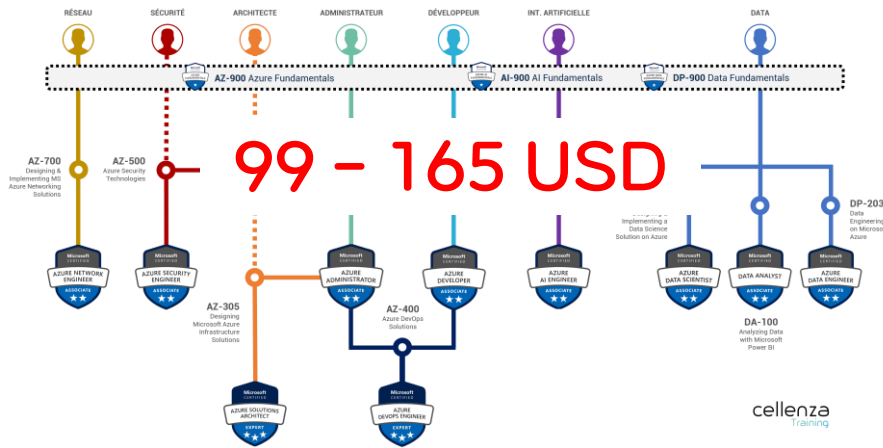 RÉSEAU
SÉCURITÉ
ARCHITECTE
ADMINISTRATEUR
DÉVELOPPEUR
INT. ARTIFICIELLE
DATA
AZ-900 Azure Fundamentals
AI-900 AI Fundamentals
DP-900 Data Fundamentals
99 – 165 USD
AZ-700
Designing &
Implementing MS
Azure Networking
Solutions
AZ-500
Azure Security
Technologies
Implementing a
Data Science
Solution on Azure
DP-203
Data
Engineering
on Microsof
Azure
Microsoft
CERTIFIED
AZURE NETWORK
ENGINEER
ASSOCIATE
Microsoft
CERTIFIED
AZURE SECURITY
ENGINEER
ASSOCIATE
Microsoft
CERTIFIED
AZURE
ADMINISTRATOR
ASSOCIATE
Microsoft
CERTIFIED
AZURE
DEVELOPER
ASSOCIATE
Microsoft
CERTIFIED
AZURE
AI ENGINEER
ASSOCIATE
Microsoft
CERTIFIED
AZURE
DATA SCIENTIST
ASSOCIATE
Microsoft
CERTIFIED
DATA ANALYST
ASSOCIATE
Microsoft
CERTIFIED
AZURE
DATA ENGINEER
ASSOCIATE
AZ-305
Designing
Microsoft Azure
Infrastructure
Solutions
AZ-400
Azure DevOps
Solutions
DA-100
Analyzing Data
with Microsoft
Power BI
Microsoft
CERTIFIED
AZURE SOLUTIONS
ARCHITECT
EXPERT
Microsoft
CERTIFIED
AZURE
DEVOPS ENGINEER
EXPERT
cellenza
Training